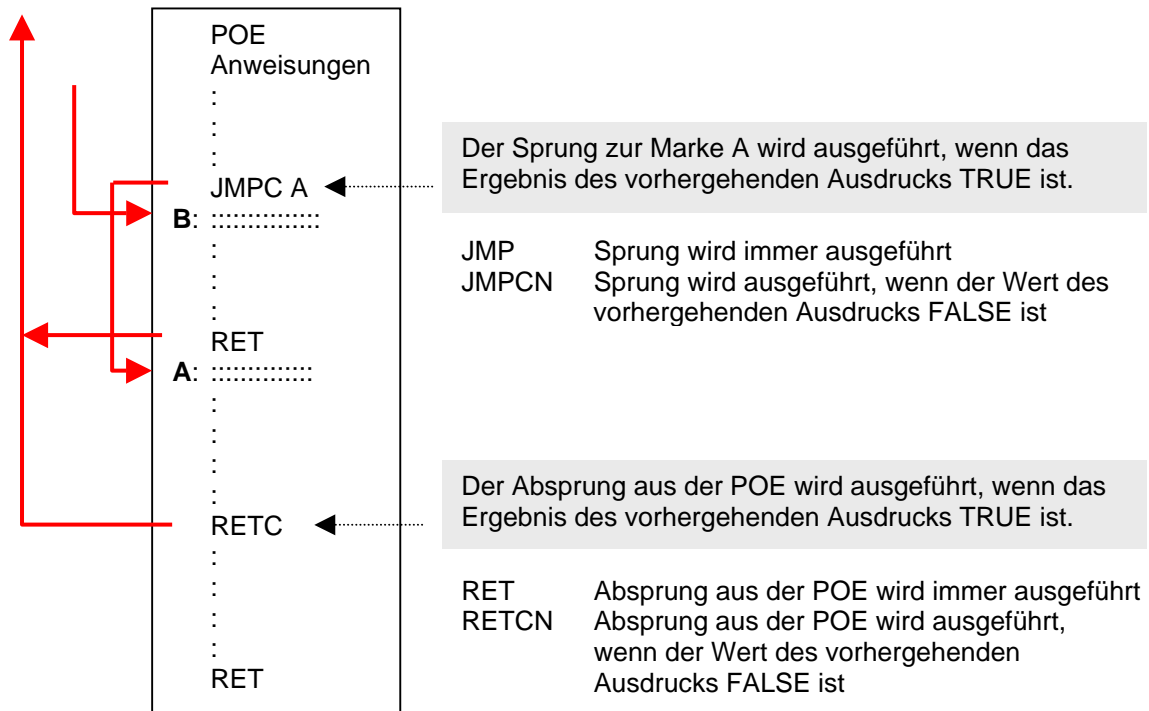 POE
Anweisungen
:
:
:
JMPC A
B: :::::::::::::::
:
:
:
RET
A: ::::::::::::::
:
:
:
:
RETC
:
:
:
:
RET
Der Sprung zur Marke A wird ausgeführt, wenn das
Ergebnis des vorhergehenden Ausdrucks TRUE ist.
JMP Sprung wird immer ausgeführt
JMPCN Sprung wird ausgeführt, wenn der Wert des
vorhergehenden Ausdrucks FALSE ist
Der Absprung aus der POE wird ausgeführt, wenn das
Ergebnis des vorhergehenden Ausdrucks TRUE ist.
RET Absprung aus der POE wird immer ausgeführt
RETCN Absprung aus der POE wird ausgeführt,
wenn der Wert des vorhergehenden
Ausdrucks FALSE ist